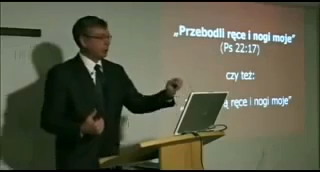 „Przebodli ręce i nogi moje”
(Ps 22:17)
czy też:
ręce i nogi moje”